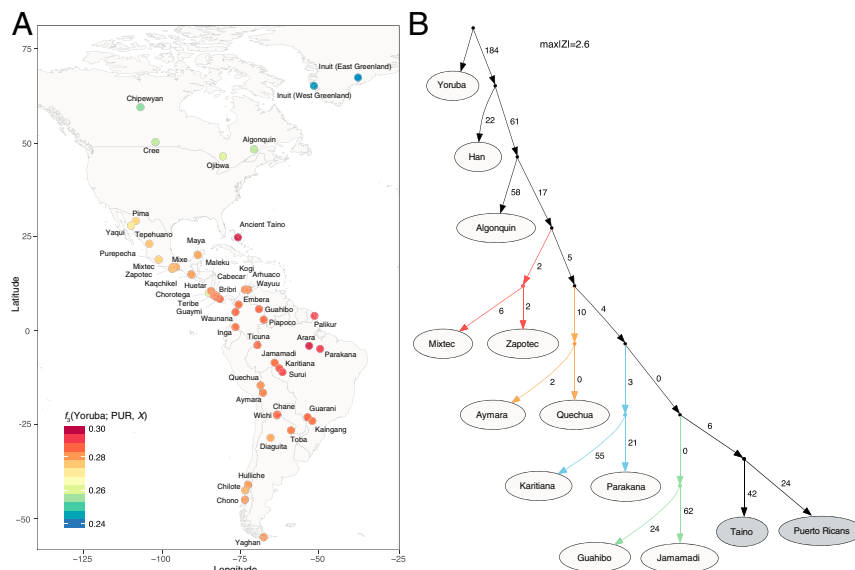 A
75
50
25
0
−25
−50
Latitude
−125
−100
−75
−50
−25
Longitude
Inuit (East Greenland)
Inuit (West Greenland)
Chipewyan
Cree
Algonquin
Ojibwa
Pima
Yaqui
Tepehuano
Purepecha
Maya
Ancient Taino
Mixtec
Mixe
Zapotec
Maleku
Kogi
Kaqchikel
Cabecar
Arhuaco
Huetar
Bribri
Wayuu
Chorotega
Teribe
Embera
Guaymi
Guahibo
Waunana
Piapoco
Palikur
Inga
Ticuna
Arara
Parakana
Jamamadi
Karitiana
Surui
Quechua
Aymara
Chane
Guarani
Wichi
Kaingang
Toba
Diaguita
Hulliche
Chilote
Chono
Yaghan
f3(Yoruba; PUR, X)
0.30
0.28
0.26
0.24
B
max|Z|=2.6
184
Yoruba
61
22
Han
58
17
Algonquin
2
5
6
2
10
4
Mixtec
Zapotec
2
0
3
0
Aymara
Quechua
55
21
0
6
Karitiana
Parakana
24
62
42
24
Taino
Puerto Ricans
Guahibo
Jamamadi